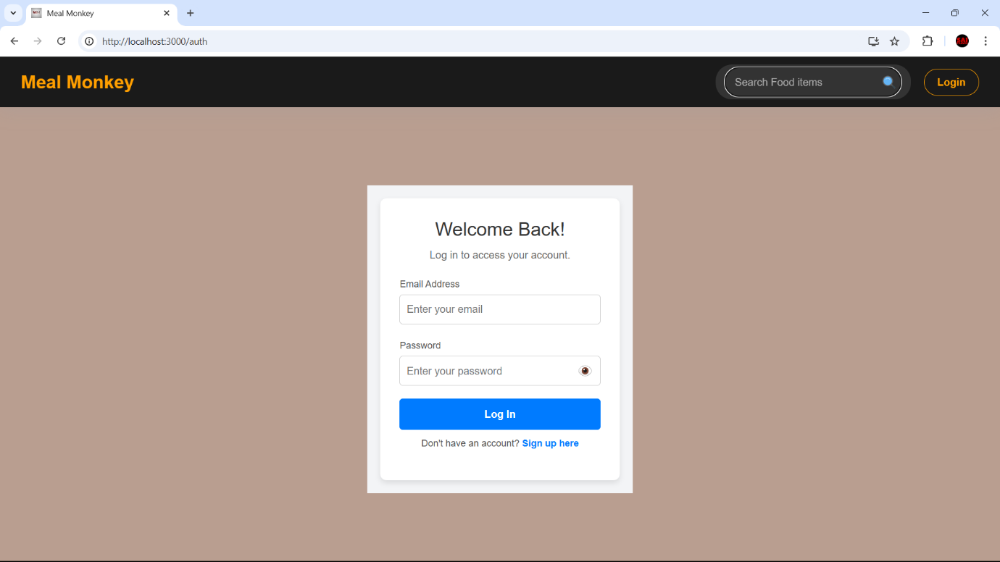 Meal Monkey
http://localhost:3000/auth
Meal Monkey
Search Food items
Login
Welcome Back!
Log in to access your account.
Email Address
Enter your email
Password
Enter your password
Log In
Don't have an account? Sign up here